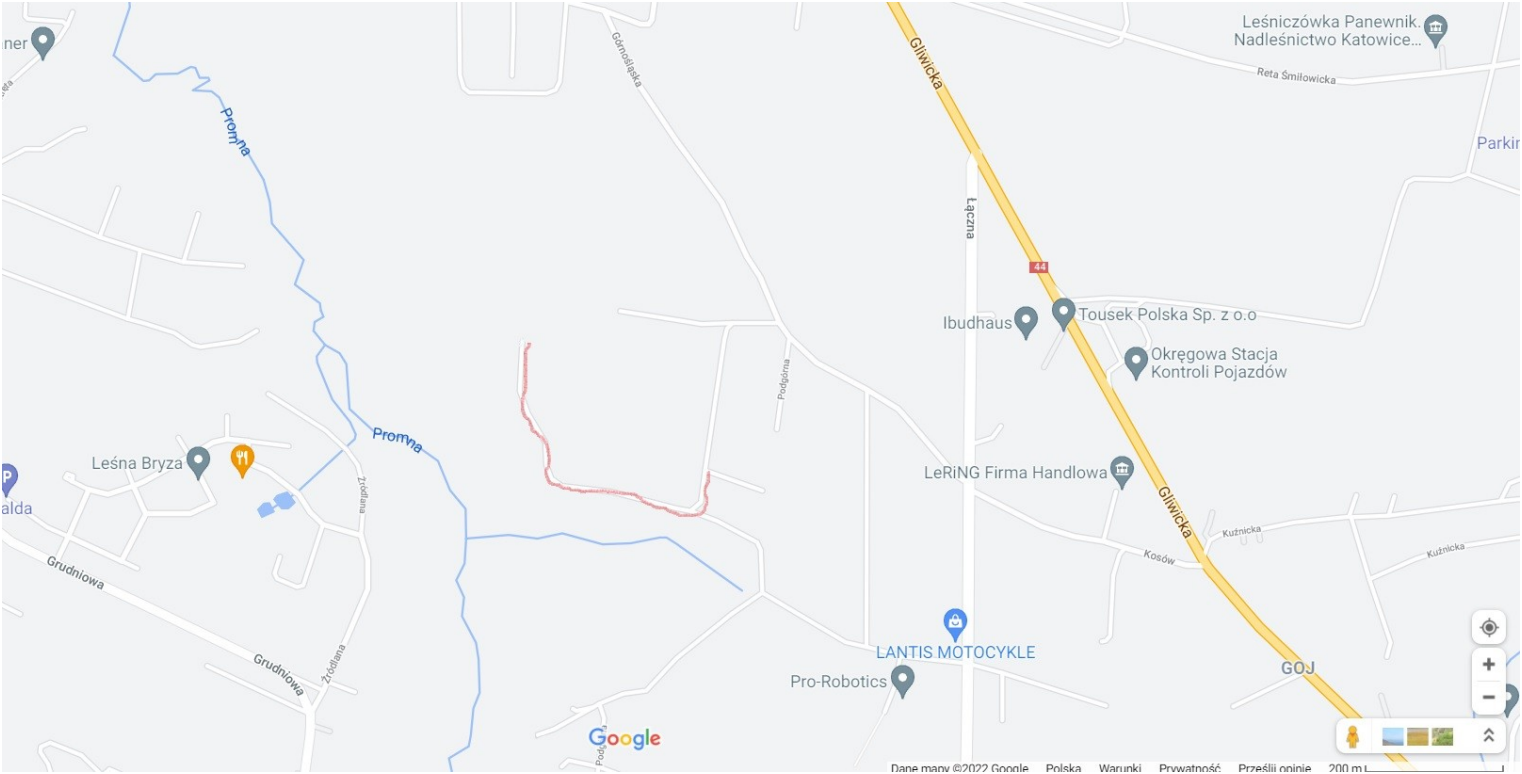 ner
Leśniczówka Panewnik.
Nadleśnictwo Katowice...
Górnośląska
Gliwicka
Reta Śmiłowicka
Promna
Parkin
Łączna
44
Ibudhaus
Tousek Polska Sp. z o.o
Okręgowa Stacja
Kontroli Pojazdów
Podgórna
Promna
Leśna Bryza
P
alda
Źródlana
LeRiNG Firma Handlowa
Gliwicka
Kuźnicka
Kuźnicka
Kosów
Grudniowa
LANTIS MOTOCYKLE
Grudniowa
Źródlana
Pro-Robotics
GOJ
Google
Dane mapy ©2022 Google Polska Warunki Prywatność Prześlij opinię 200 m